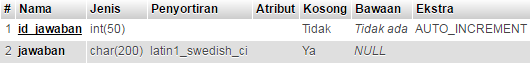 # Nama Jenis Penyortiran Atribut Kosong Bawaan Ekstra
1 id_jawaban int(50) Tidak Tidak ada AUTO_INCREMENT
2 jawaban char(200) latin1_swedish_ci Ya NULL